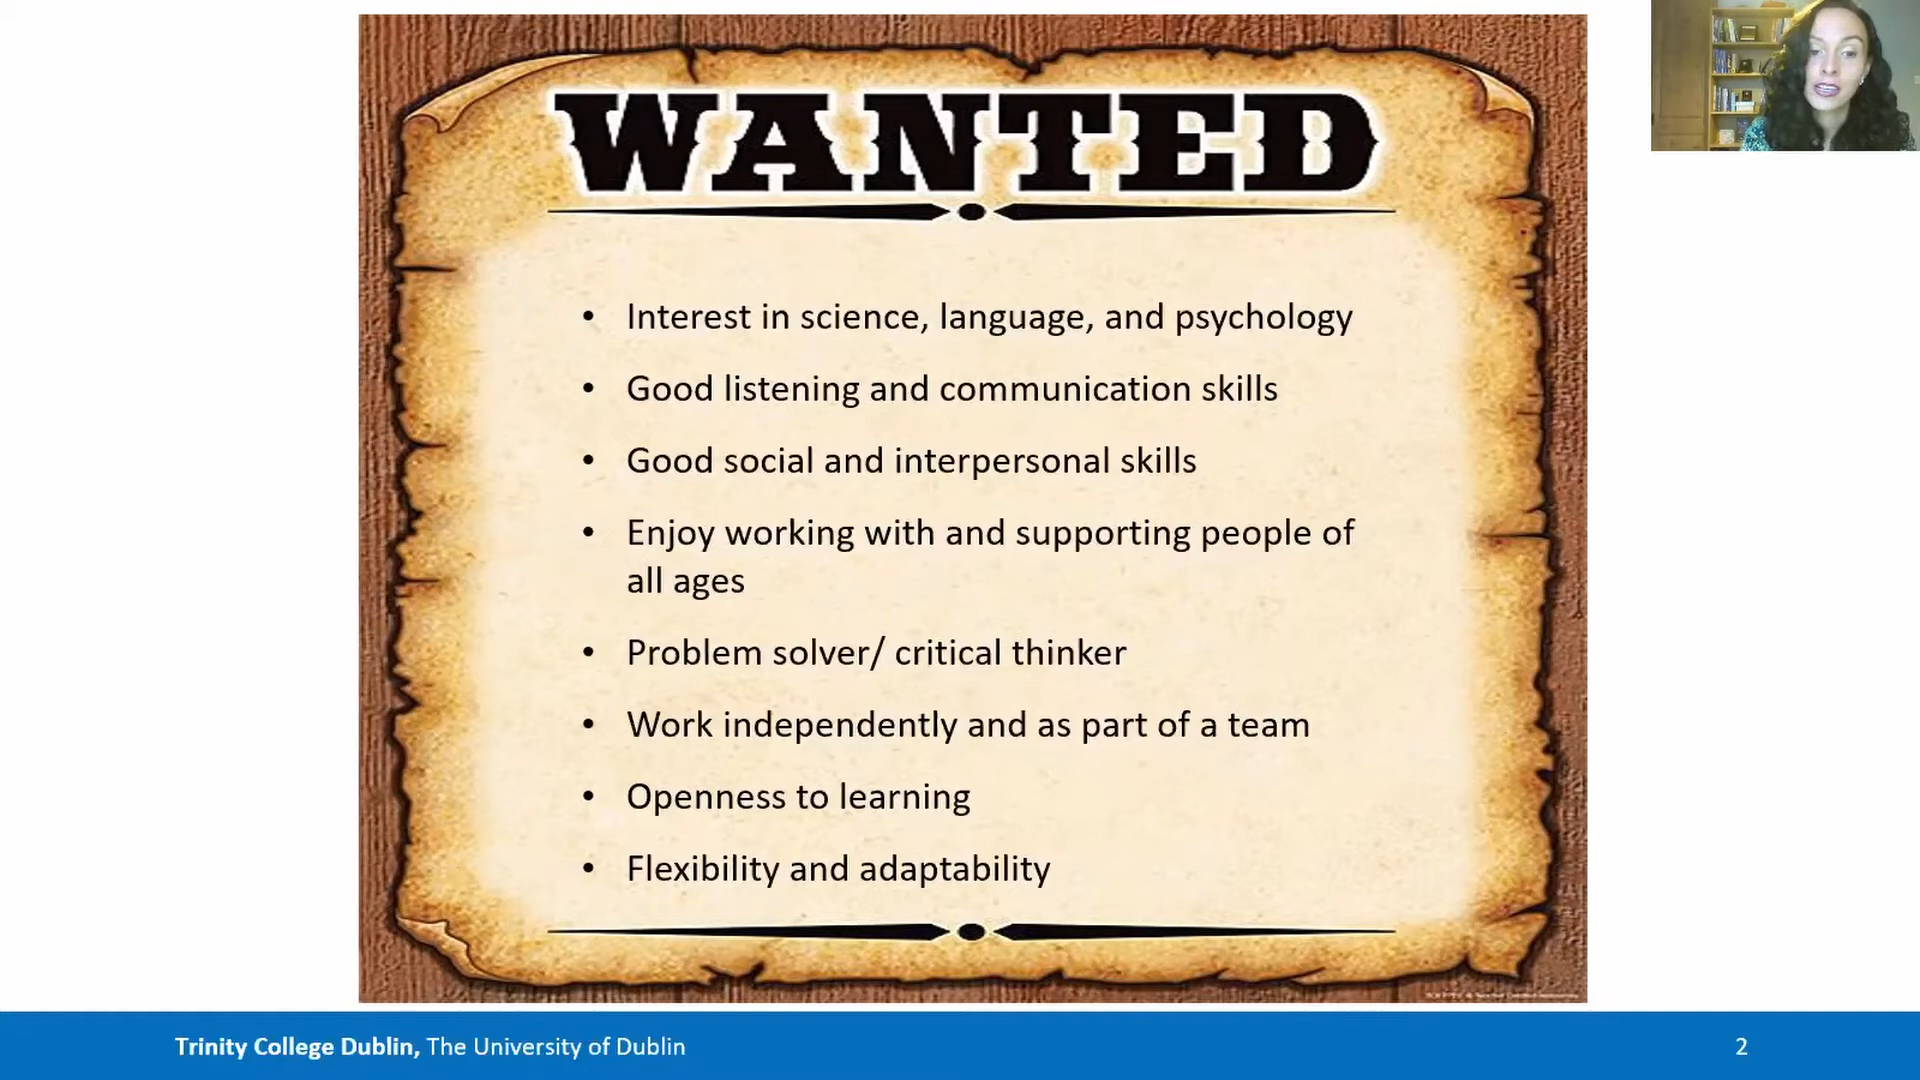 WANTED
• Interest in science, language, and psychology
• Good listening and communication skills
• Good social and interpersonal skills
• Enjoy working with and supporting people of
all ages
• Problem solver/ critical thinker
• Work independently and as part of a team
• Openness to learning
• Flexibility and adaptability
Trinity College Dublin, The University of Dublin
2